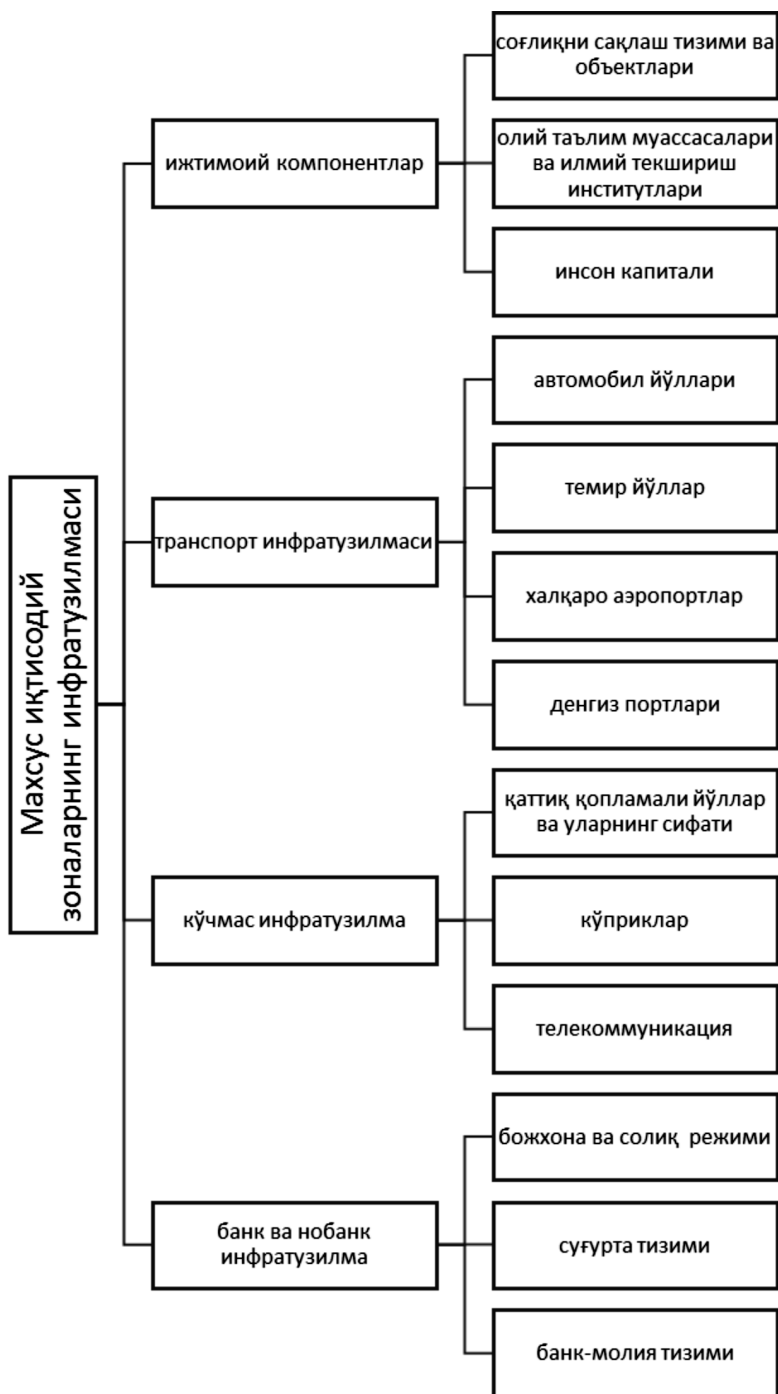 Махсус иқтисодий
зоналарнинг инфратузилмаси
ижтимоий компонентлар
соғлиқни сақлаш тизими ва
объектлари
олий таълим муассасалари
ва илмий текшириш
институтлари
инсон капитали
транспорт инфратузилмаси
автомобил йўллари
темир йўллар
халқаро аэропортлар
денгиз портлари
кўчмас инфратузилма
қаттиқ қопламали йўллар
ва уларнинг сифати
кўприклар
телекоммуникация
банк ва нобанк
инфратузилма
божхона ва солиқ режими
суғурта тизими
банк-молия тизими